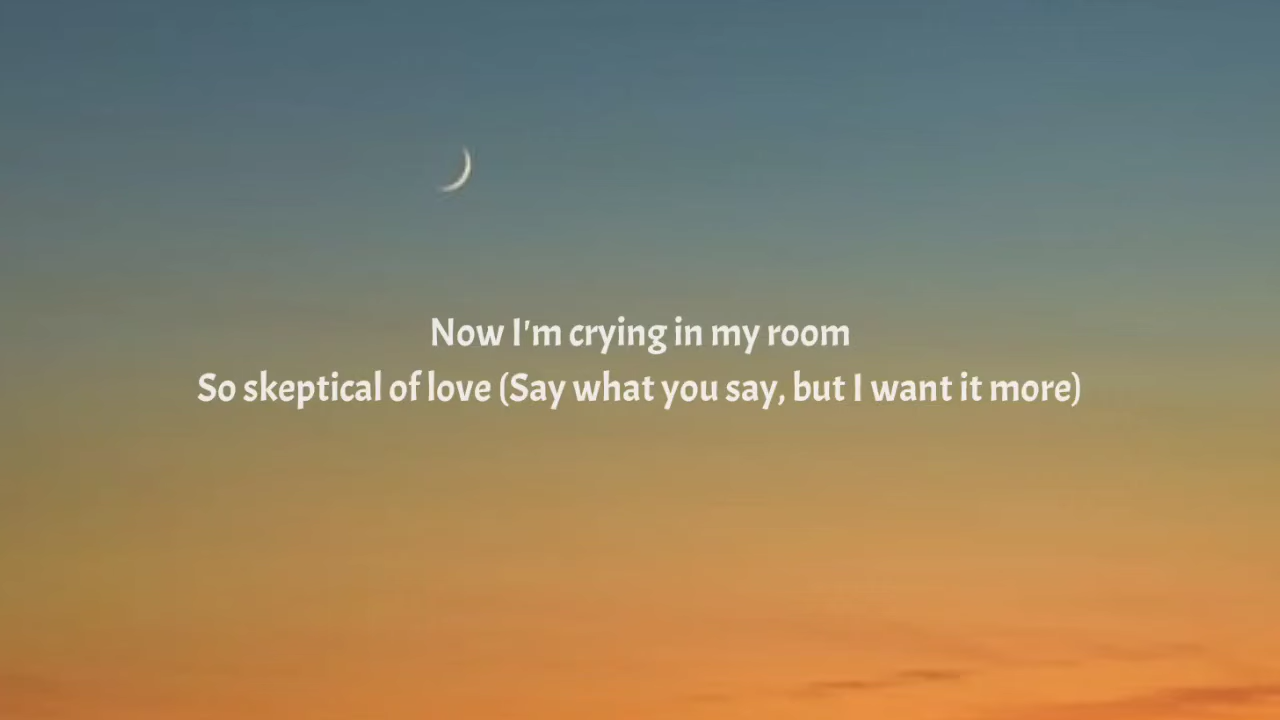 Now I'm crying in my room
So skeptical of love (Say what you say, but I want it more)